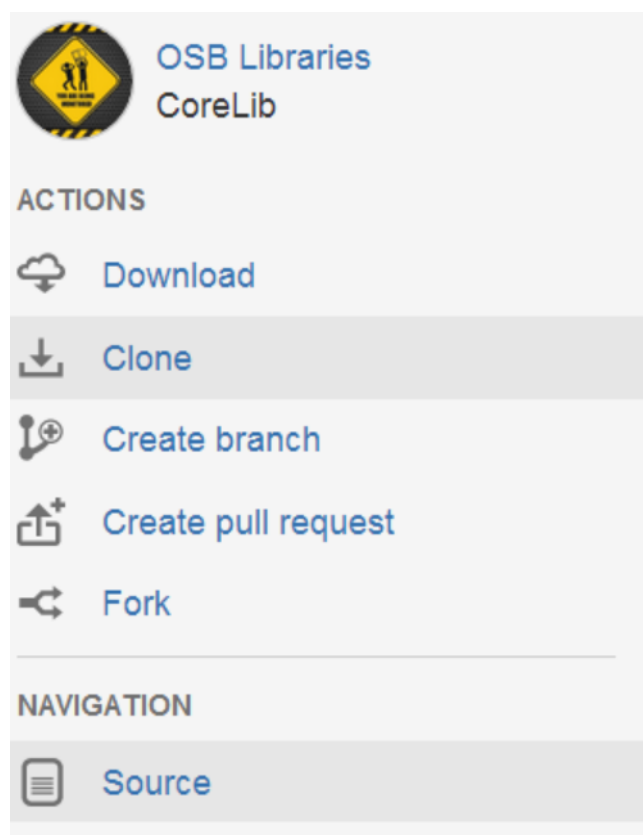 OSB Libraries
CoreLib
ACTIONS
Download
Clone
Create branch
Create pull request
Fork
NAVIGATION
Source